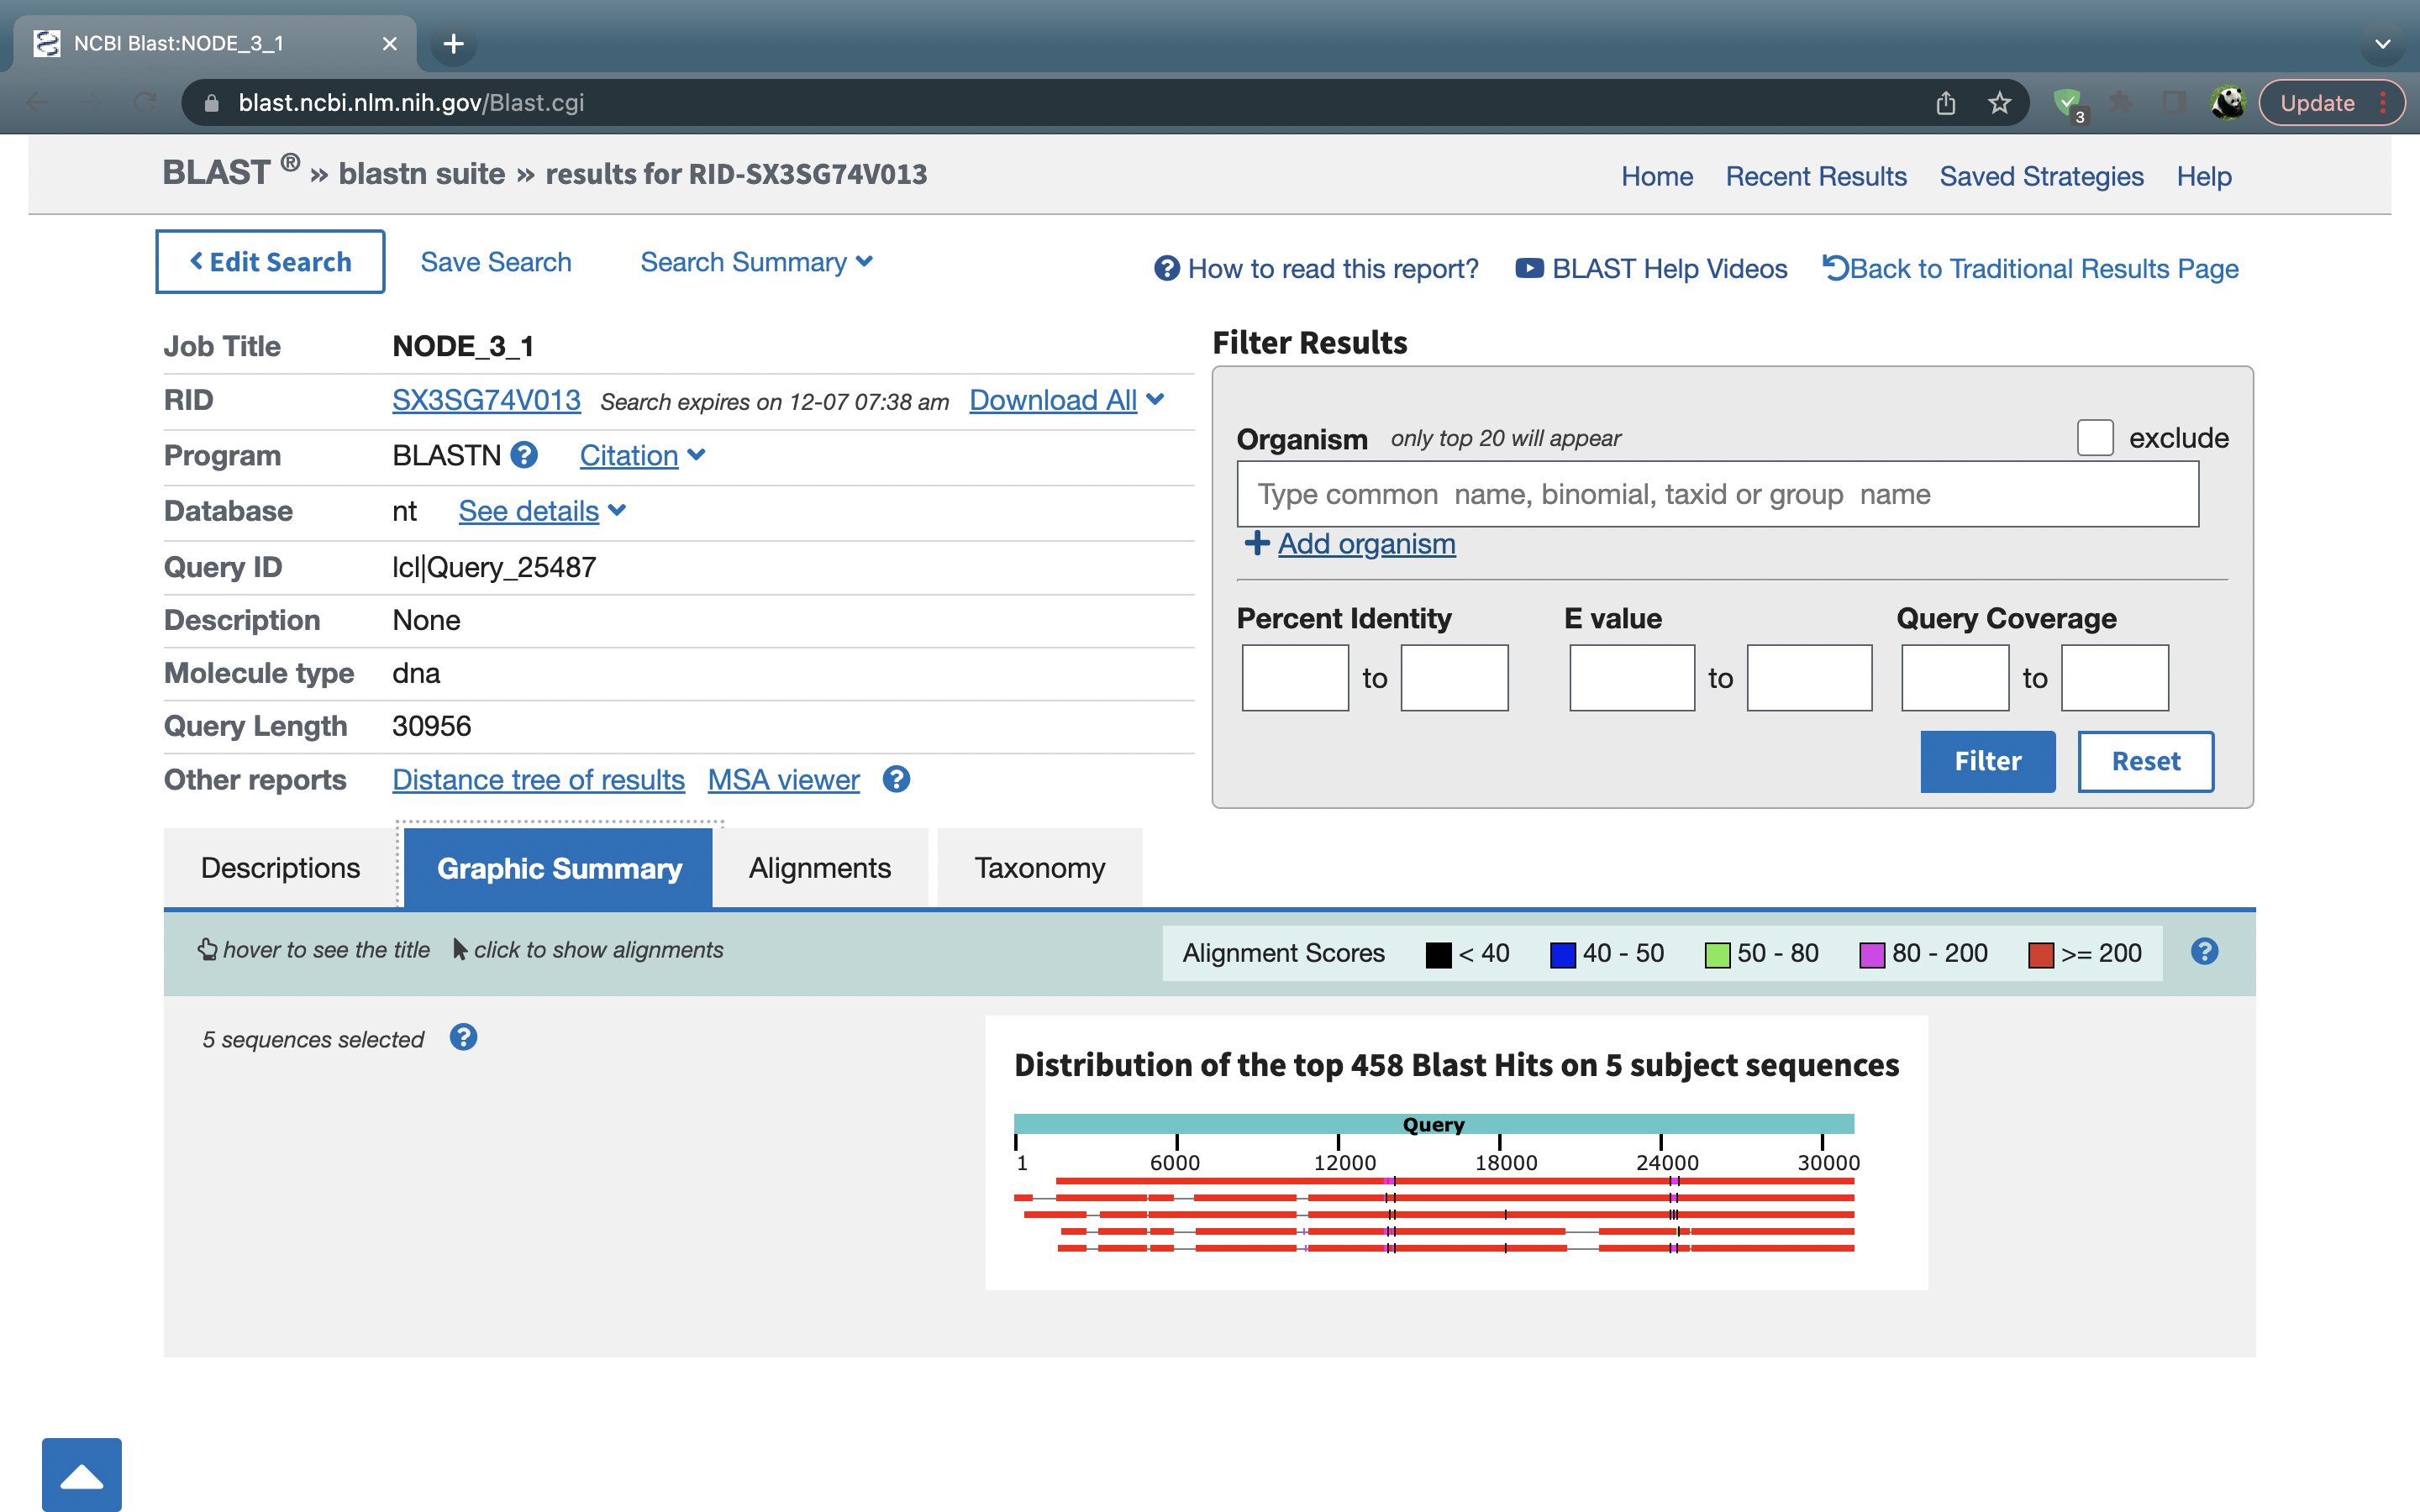 NCBI Blast:NODE_3_1
blast.ncbi.nlm.nih.gov/Blast.cgi
3
Update
BLAST ® » blastn suite » results for RID-SX3SG74V013
Home Recent Results Saved Strategies Help
Edit Search Save Search Search Summary
How to read this report? BLAST Help Videos Back to Traditional Results Page
Job Title NODE_3_1
RID SX3SG74V013 Search expires on 12-07 07:38 am Download All
Program BLASTN Citation
Database nt See details
Query ID lcl|Query_25487
Description None
Molecule type dna
Query Length 30956
Other reports Distance tree of results MSA viewer
Filter Results
Organism only top 20 will appear exclude
Type common name, binomial, taxid or group name
Add organism
Percent Identity E value Query Coverage
to to to
Filter Reset
Descriptions Graphic Summary Alignments Taxonomy
hover to see the title click to show alignments
Alignment Scores < 40 40 - 50 50 - 80 80 - 200 >= 200
5 sequences selected
Distribution of the top 458 Blast Hits on 5 subject sequences
Query
1 6000 12000 18000 24000 30000